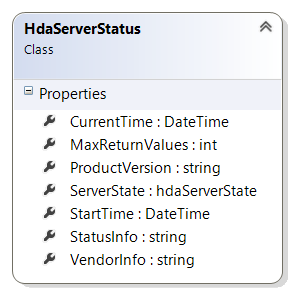 HdaServerStatus
Class
Properties
CurrentTime : DateTime
MaxReturnValues : int
ProductVersion : string
ServerState : hdaServerState
StartTime : DateTime
StatusInfo : string
VendorInfo : string